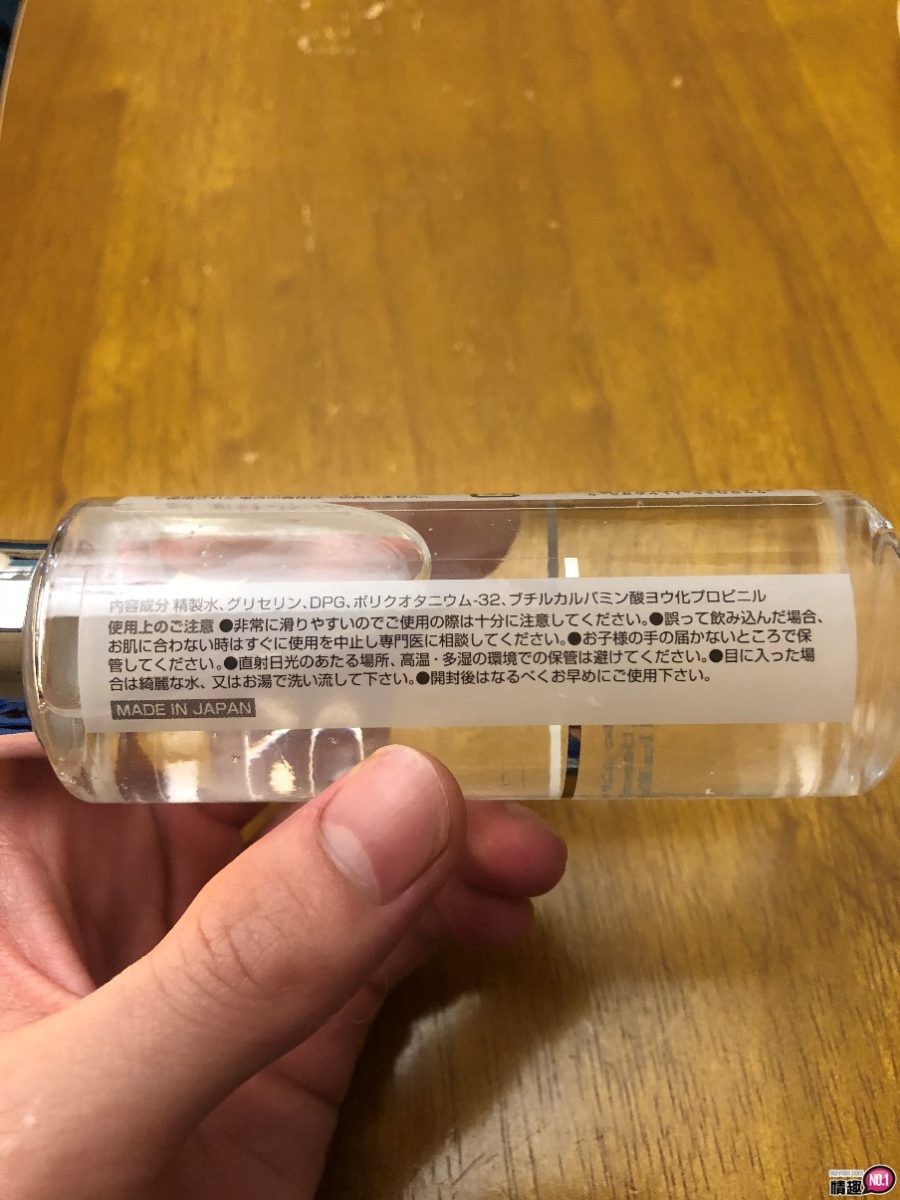 内容成分 精製水、グリセリン、DPG、ポリクオタニウム-32、ブチルカルバミン酸ヨウ化プロピニル
使用上のご注意 ●非常に滑りやすいのでご使用の際は十分に注意してください。●誤って飲み込んだ場合、
お肌に合わない時はすぐに使用を中止し専門医に相談してください。●お子様の手の届かないところで保
管してください。●直射日光のあたる場所、高温・多湿の環境での保管は避けてください。●目に入った場
合は綺麗な水、又はお湯で洗い流して下さい。●開封後はなるべくお早めにご使用下さい。
MADE IN JAPAN
情趣 NO.1